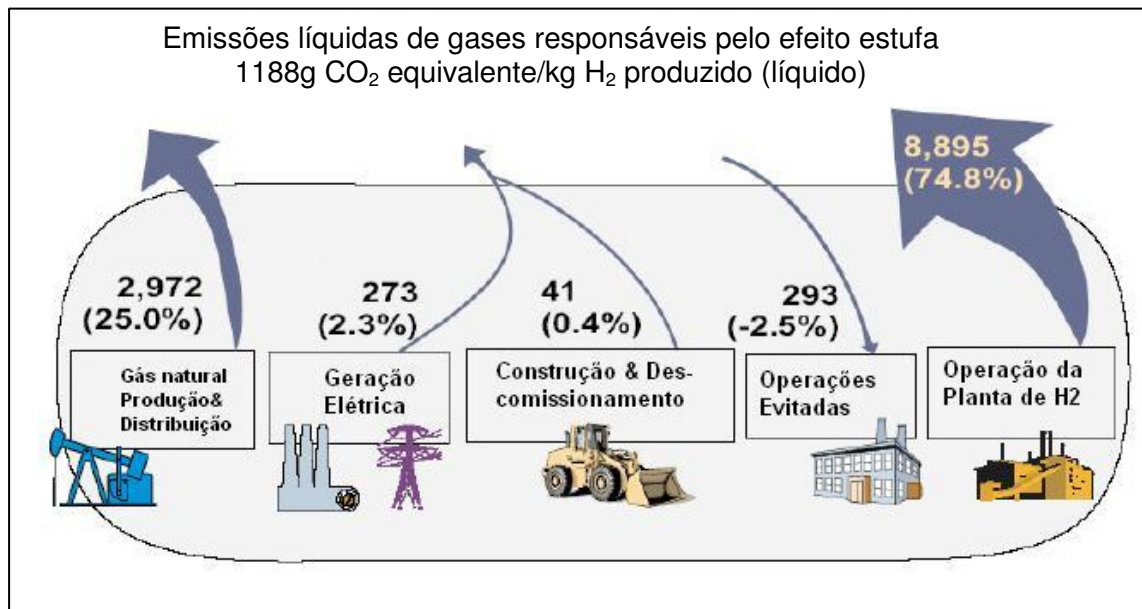 Emissões líquidas de gases responsáveis pelo efeito estufa
1188g CO₂ equivalente/kg H₂ produzido (líquido)
8,895
(74.8%)
2,972
(25.0%)
273
(2.3%)
41
(0.4%)
293
(-2.5%)
Gás natural
Produção&
Distribuição
Geração
Elétrica
Construção & Des-
comissionamento
Operações
Evitadas
Operação da
Planta de H2